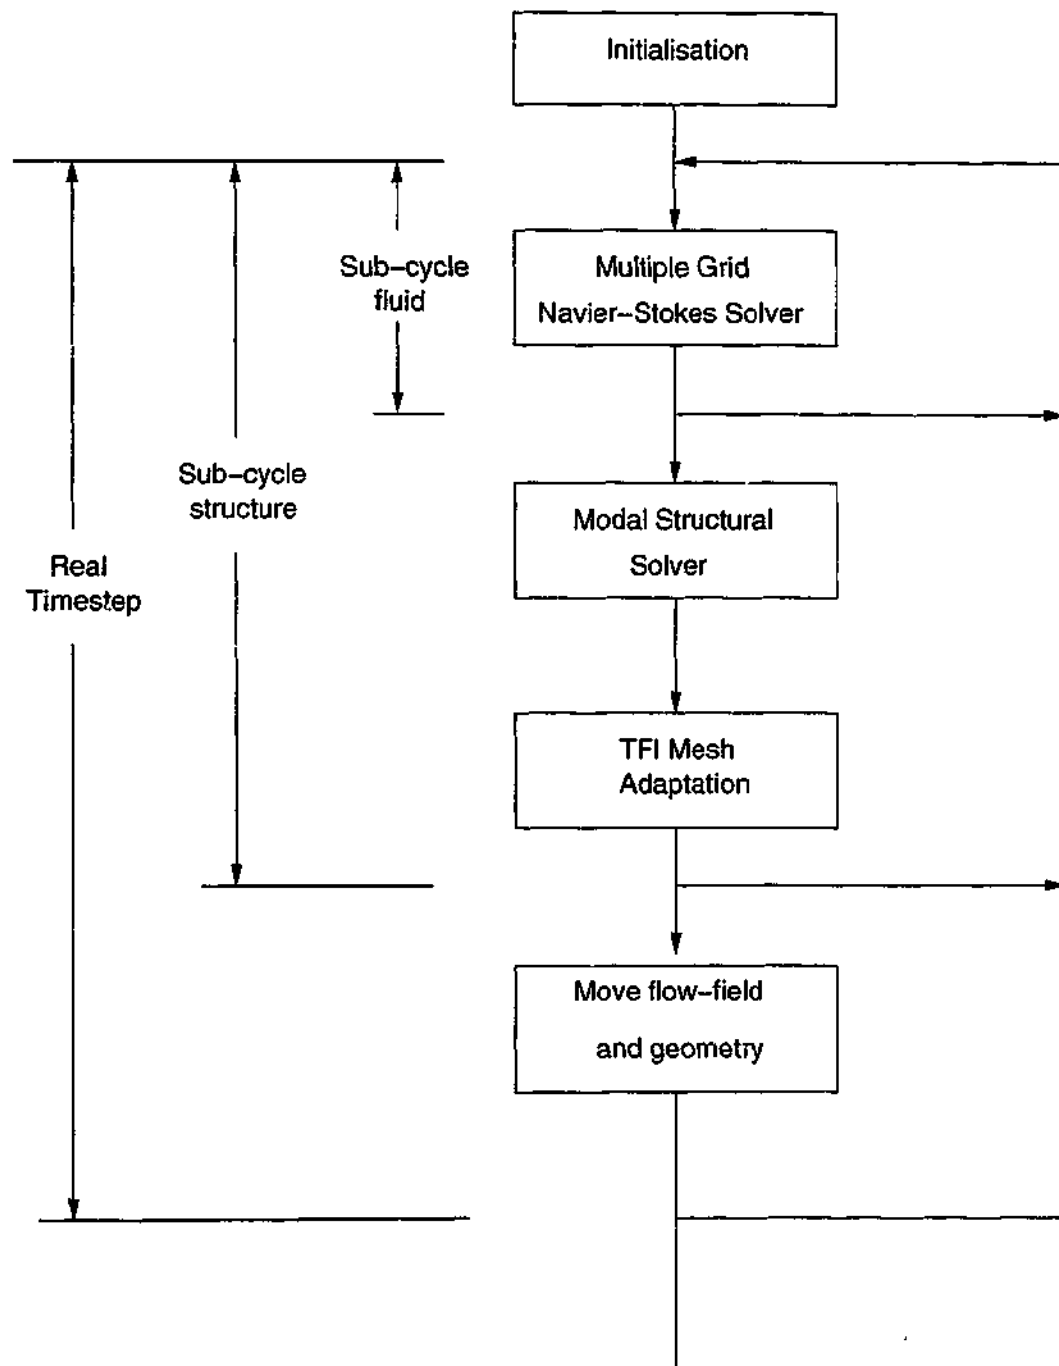 Initialisation
Multiple Grid
Navier–Stokes Solver
Sub–cycle
fluid
Sub–cycle
structure
Modal Structural
Solver
Real
Timestep
TFI Mesh
Adaptation
Move flow–field
and geometry